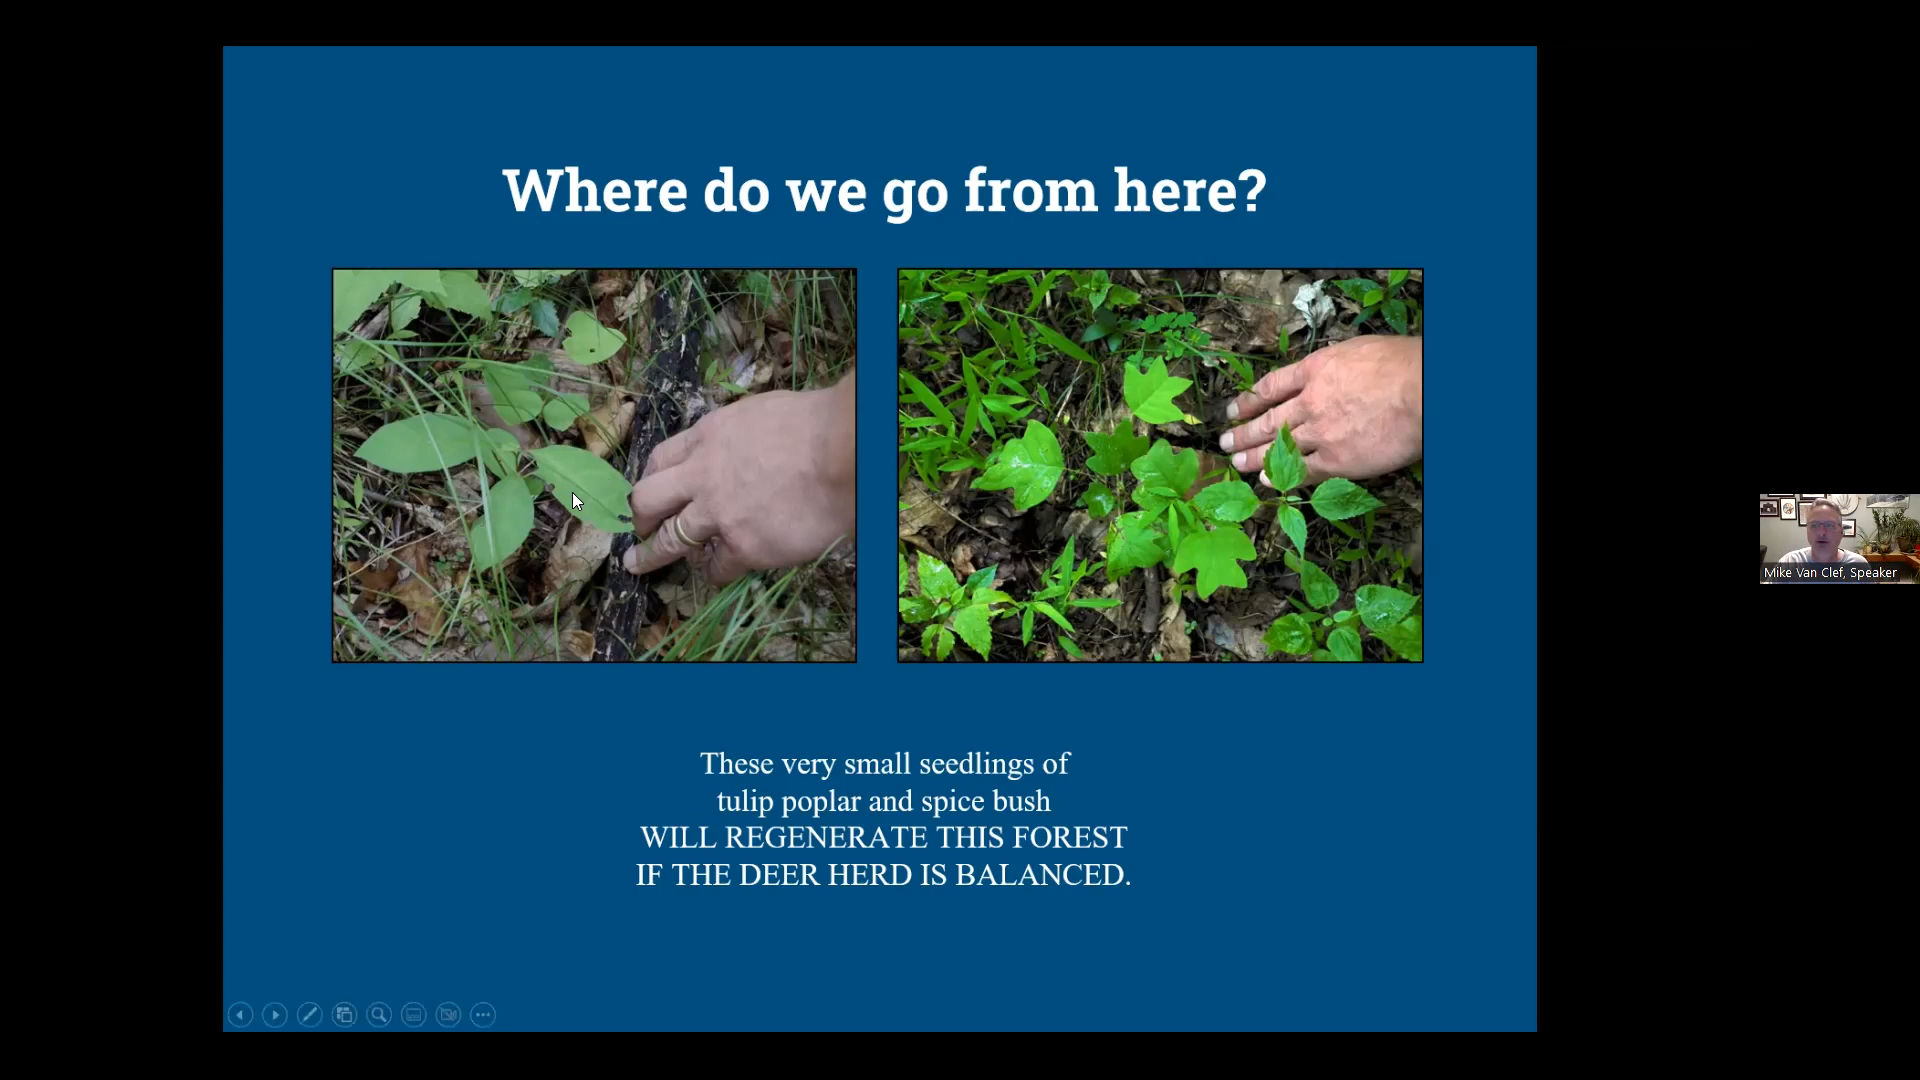 Where do we go from here?
These very small seedlings of
tulip poplar and spice bush
WILL REGENERATE THIS FOREST
IF THE DEER HERD IS BALANCED.
Mike Van Clef, Speaker